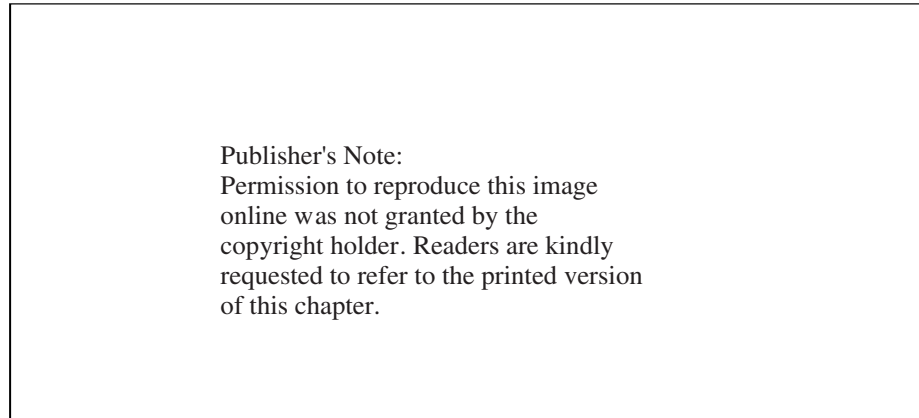 Publisher's Note:
Permission to reproduce this image
online was not granted by the
copyright holder. Readers are kindly
requested to refer to the printed version
of this chapter.